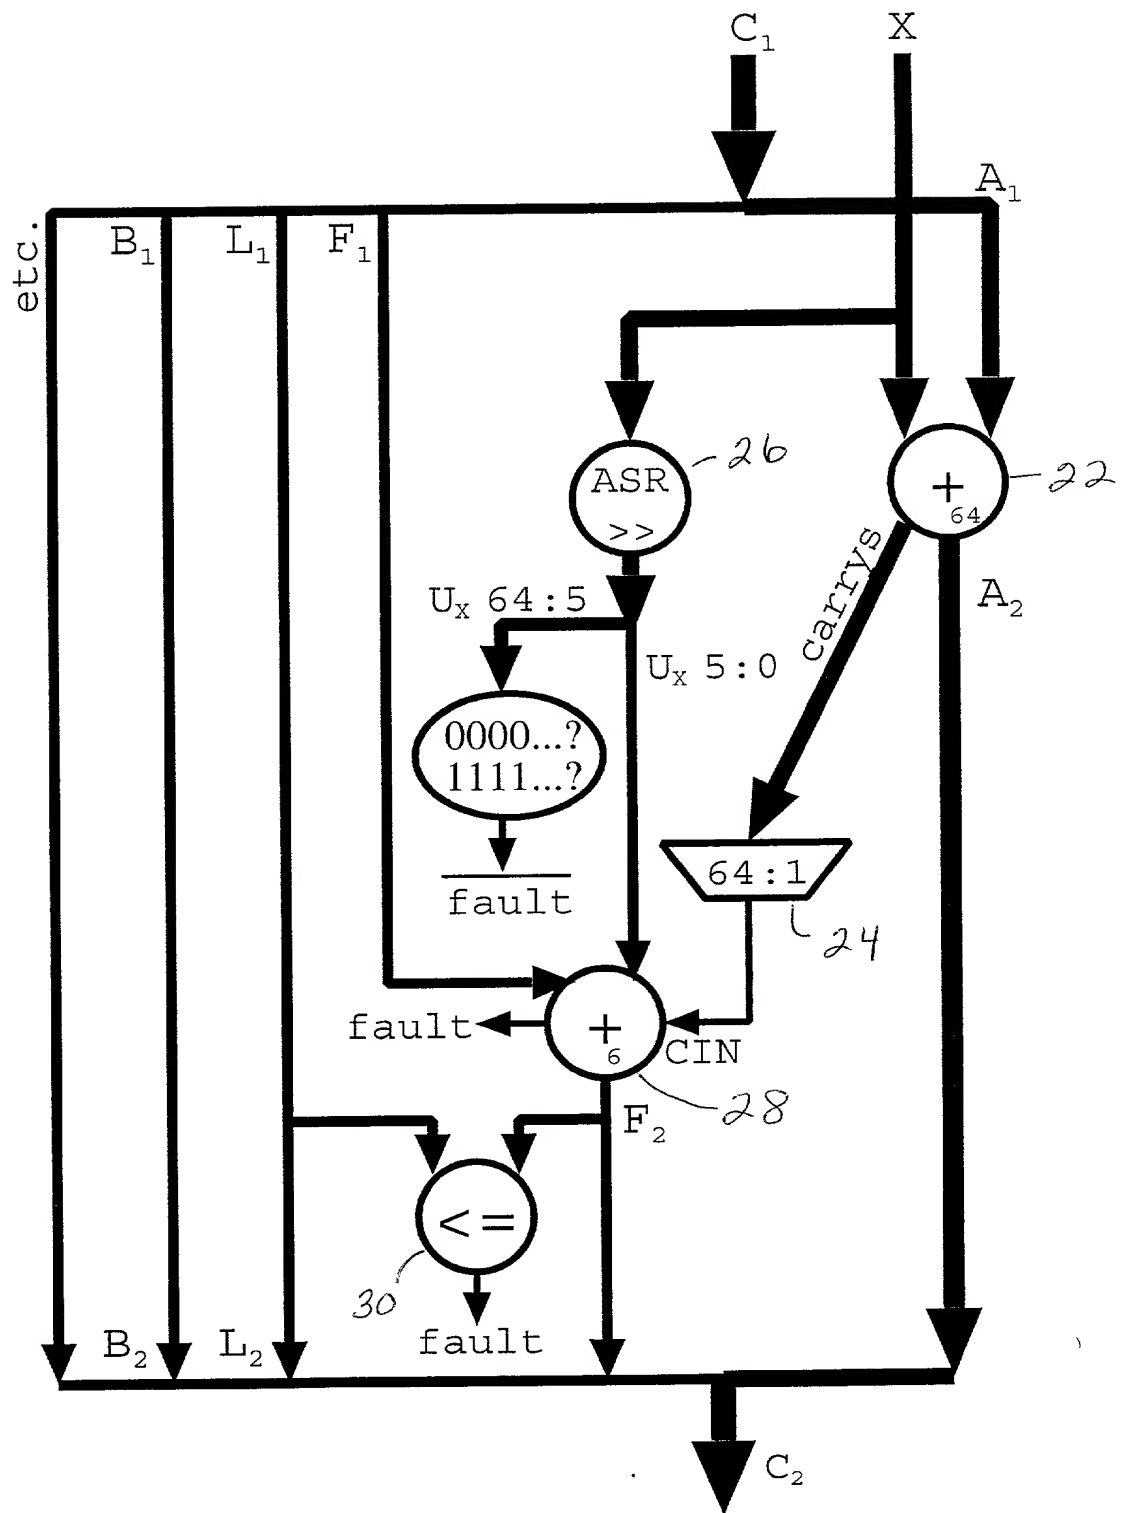 C₁
X
A₁
etc.
B₁
L₁
F₁
ASR
>>
26
+
64
22
carrys
A₂
Uₓ 64:5
Uₓ 5:0
0000...?
1111...?
fault
64:1
24
fault
+
6
CIN
28
F₂
<=
30
fault
B₂
L₂
C₂